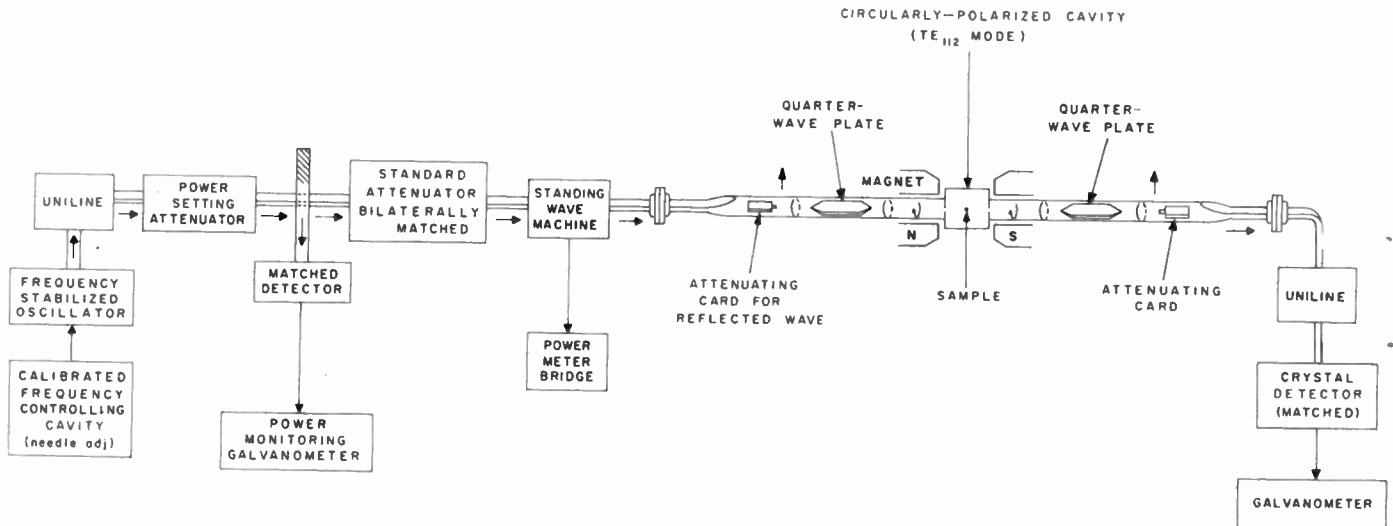 CIRCULARLY-POLARIZED CAVITY
(TE112 MODE)
QUARTER-
WAVE PLATE
QUARTER-
WAVE PLATE
MAGNET
UNILINE
POWER
SETTING
ATTENUATOR
STANDARD
ATTENUATOR
BILATERALLY
MATCHED
STANDING
WAVE
MACHINE
N
S
FREQUENCY
STABILIZED
OSCILLATOR
MATCHED
DETECTOR
ATTENUATING
CARD FOR
REFLECTED WAVE
SAMPLE
ATTENUATING
CARD
UNILINE
CALIBRATED
FREQUENCY
CONTROLLING
CAVITY
(needle adj)
POWER
METER
BRIDGE
POWER
MONITORING
GALVANOMETER
CRYSTAL
DETECTOR
(MATCHED)
GALVANOMETER